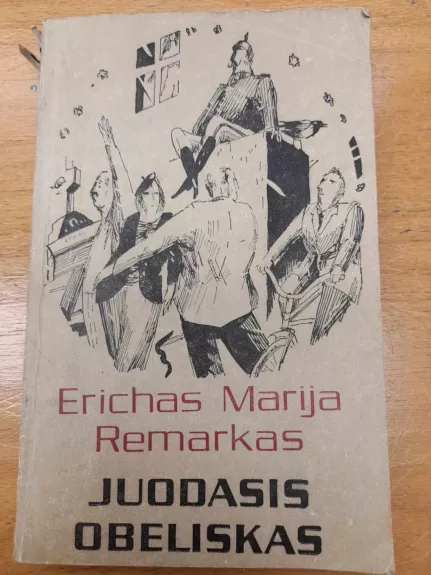 Erichas Marija
Remarkas
JUODASIS
OBELISKAS